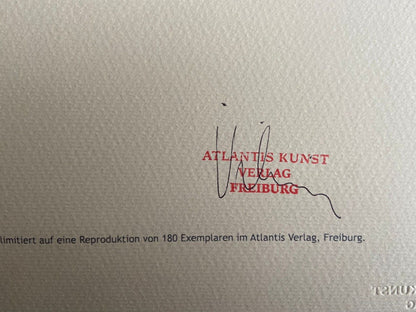 ATLANTIS KUNST
VERLAG
FREIBURG
limitiert auf eine Reproduktion von 180 Exemplaren im Atlantis Verlag, Freiburg.